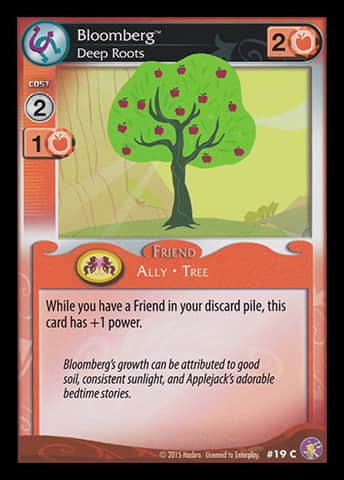 Bloomberg™
Deep Roots
2
COST
2
1
FRIEND
ALLY • TREE
While you have a Friend in your discard pile, this
card has +1 power.
Bloomberg's growth can be attributed to good
soil, consistent sunlight, and Applejack's adorable
bedtime stories.
© 2015 Hasbro. Licensed to Enterplay. #19 C